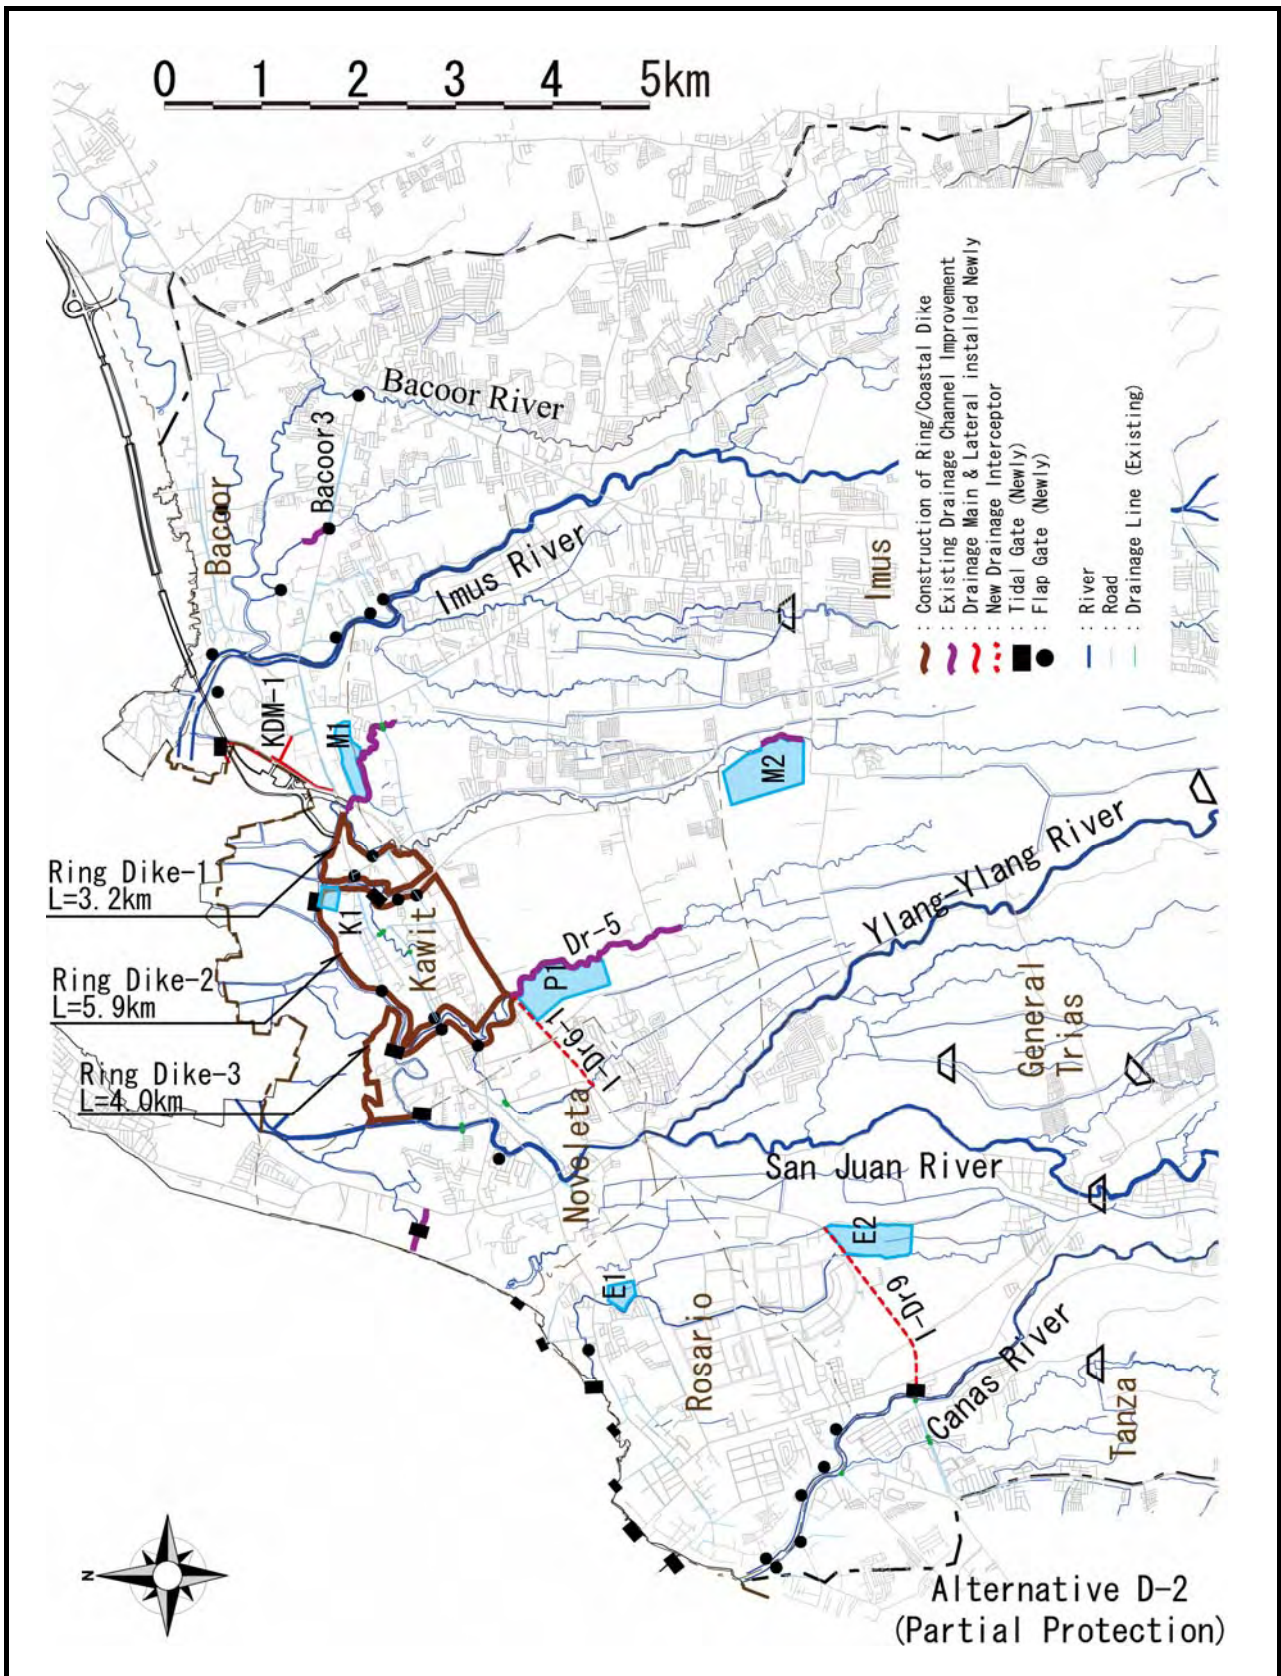 0 1 2 3 4 5km
Bacoor River
Bacoor3
Bacoor
Imus River
Imus
: Construction of Ring/Coastal Dike
: Existing Drainage Channel Improvement
: Drainage Main & Lateral installed Newly
: New Drainage Interceptor
: Tidal Gate (Newly)
: Flap Gate (Newly)
: River
: Road
: Drainage Line (Existing)
KDM-1
M1
M2
Ring Dike-1
L=3.2km
K1
Kawit
Ring Dike-2
L=5.9km
Dr-5
P1
I-Dr6-1
Ylang-Ylang River
General
Trias
Ring Dike-3
L=4.0km
Noveleta
San Juan River
E2
E1
I-Dr9
Rosario
Canas River
Tanza
N
Alternative D-2
(Partial Protection)